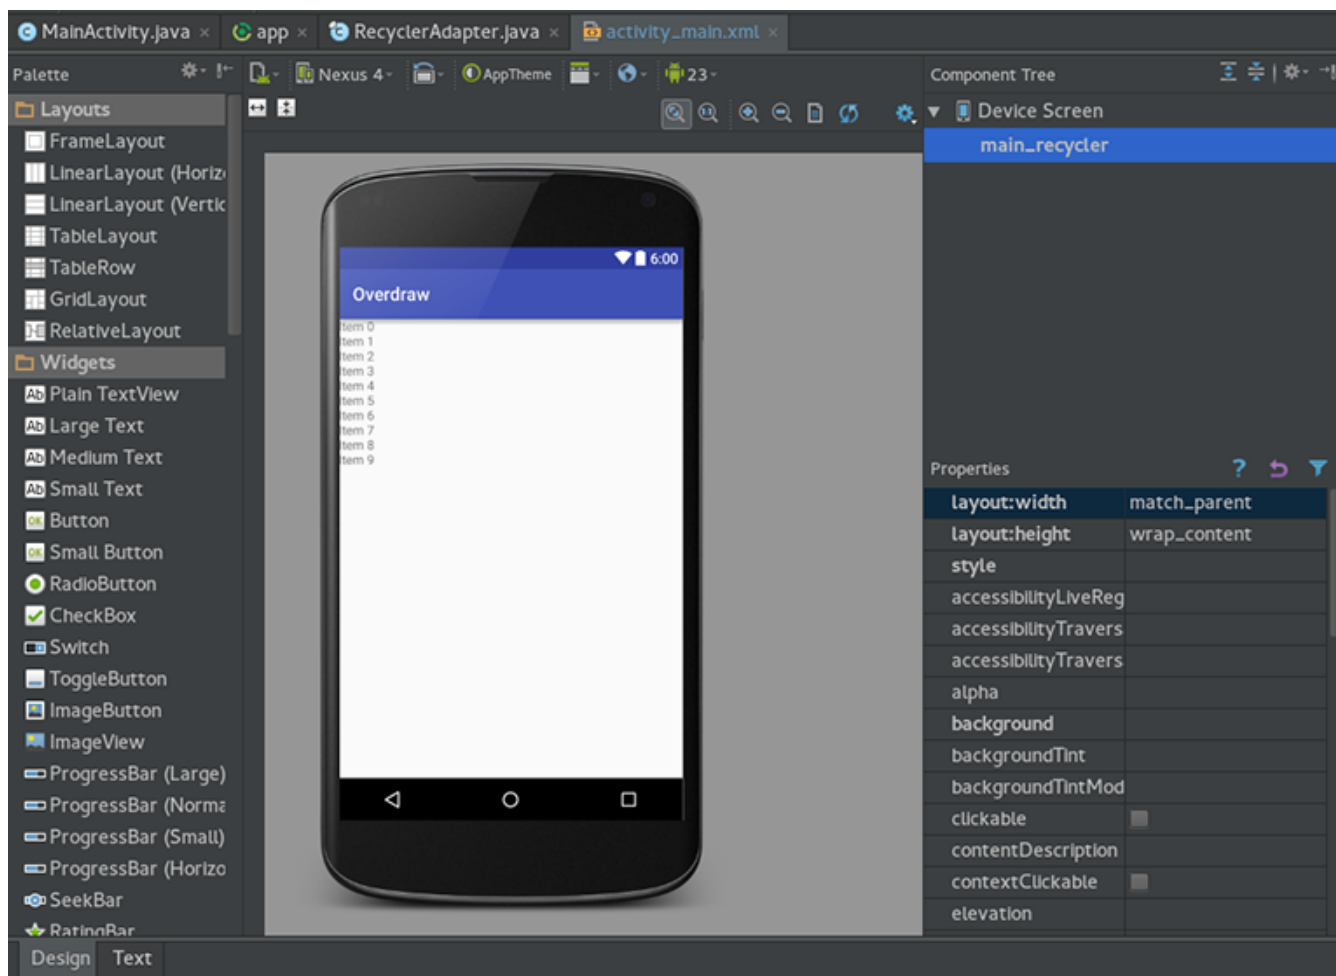 MainActivity.java
app
RecyclerAdapter.java
activity_main.xml
Palette
Nexus 4
AppTheme
23
Component Tree
Layouts
FrameLayout
LinearLayout (Horizo
LinearLayout (Vertic
TableLayout
TableRow
GridLayout
RelativeLayout
Widgets
Plain TextView
Large Text
Medium Text
Small Text
Button
Small Button
RadioButton
CheckBox
Switch
ToggleButton
ImageButton
ImageView
ProgressBar (Large)
ProgressBar (Norma
ProgressBar (Small)
ProgressBar (Horizo
SeekBar
RatingBar
6:00
Overdraw
Item 0
Item 1
Item 2
Item 3
Item 4
Item 5
Item 6
Item 7
Item 8
Item 9
Device Screen
main_recycler
Properties
layout:width match_parent
layout:height wrap_content
style
accessibilityLiveReg
accessibilityTravers
accessibilityTravers
alpha
background
backgroundTint
backgroundTintMod
clickable
contentDescription
contextClickable
elevation
Design Text